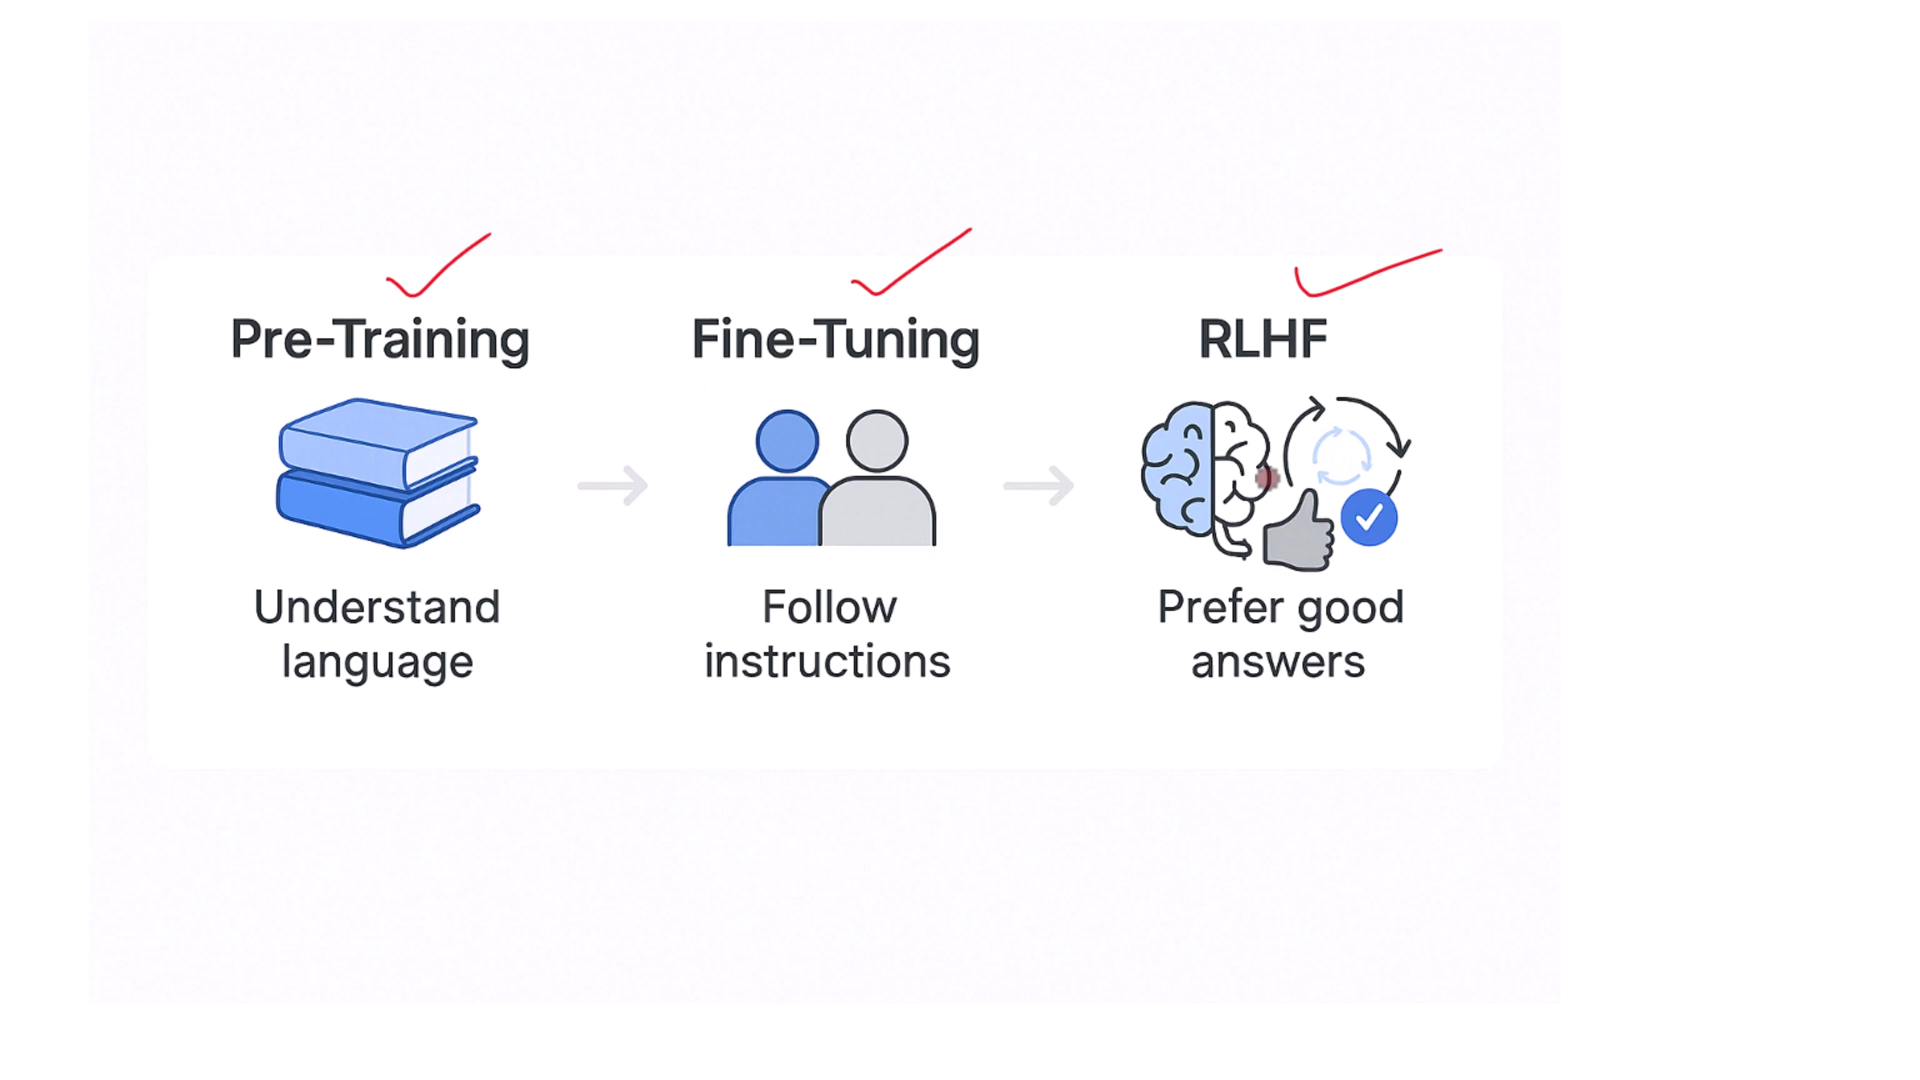 Pre-Training
Fine-Tuning
RLHF
Understand
language
Follow
instructions
Prefer good
answers